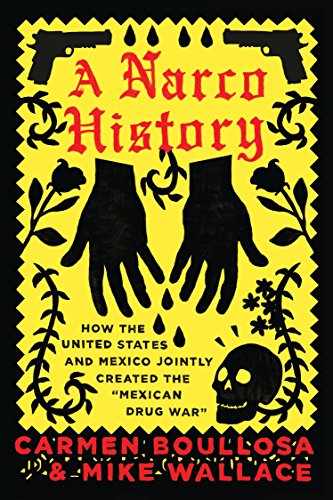 A Narco
History
HOW THE
UNITED STATES
AND MEXICO JOINTLY
CREATED THE
"MEXICAN
DRUG WAR"
CARMEN BOULLOSA
& MIKE WALLACE